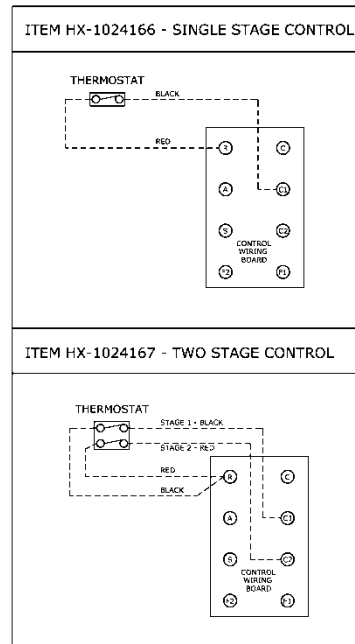 ITEM HX-1024166 - SINGLE STAGE CONTROL
THERMOSTAT
BLACK
RED
R C
A C1
S C2
CONTROL
WIRING
BOARD
F2 F1
ITEM HX-1024167 - TWO STAGE CONTROL
THERMOSTAT
STAGE 1 - BLACK
STAGE 2 - RED
RED
BLACK
R C
A C1
S C2
CONTROL
WIRING
BOARD
F2 F1